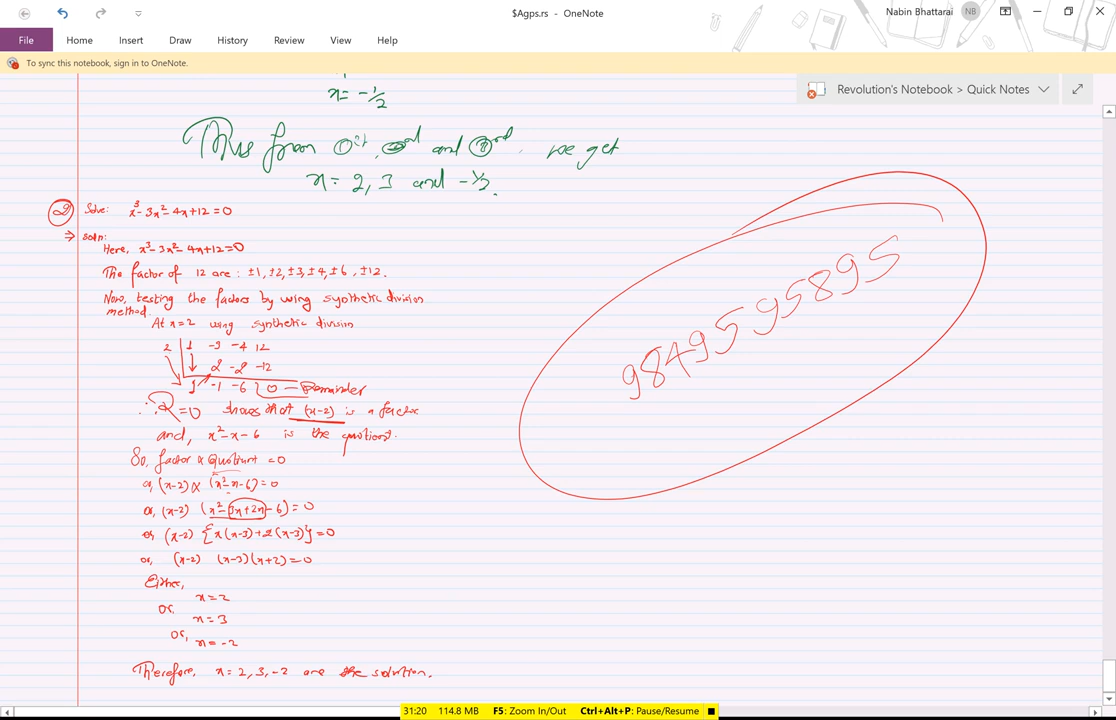 $Agps.rs - OneNote
Nabin Bhattarai NB
File Home Insert Draw History Review View Help
To sync this notebook, sign in to OneNote.
Revolution's Notebook > Quick Notes
x = -1/2
Thus from ①st, ②nd and ③rd, we get
x = 2, 3 and -1/2.
② Solve: x³-3x²-4x+12=0
⇒ Soln:
Here, x³-3x²-4x+12=0
The factor of 12 are: ±1, ±2, ±3, ±4, ±6, ±12.
Now, testing the factors by using synthetic division
method.
At x=2 using synthetic division
2 | 1 -3 -4 12
↓ 2 -2 -12
1 -1 -6 0 – Remainder
∴ R=0 shows that (x-2) is a factor
and, x²-x-6 is the quotient.
So, factor × Quotient =0
or, (x-2) × (x²-x-6)=0
or, (x-2) (x²-3x+2x-6)=0
or, (x-2) {x(x-3)+2(x-3)}=0
or, (x-2) (x-3)(x+2)=0
Either,
x=2
or,
x=3
or,
x=-2
Therefore, x=2,3,-2 are the solution.
9849595895
31:20 114.8 MB F5: Zoom In/Out Ctrl+Alt+P: Pause/Resume